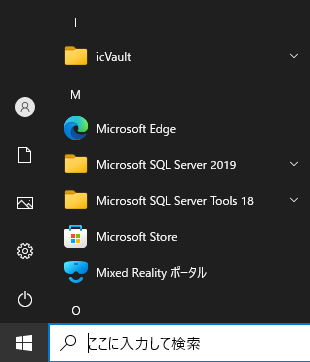 I
icVault
M
Microsoft Edge
Microsoft SQL Server 2019
Microsoft SQL Server Tools 18
Microsoft Store
Mixed Reality ポータル
O
ここに入力して検索